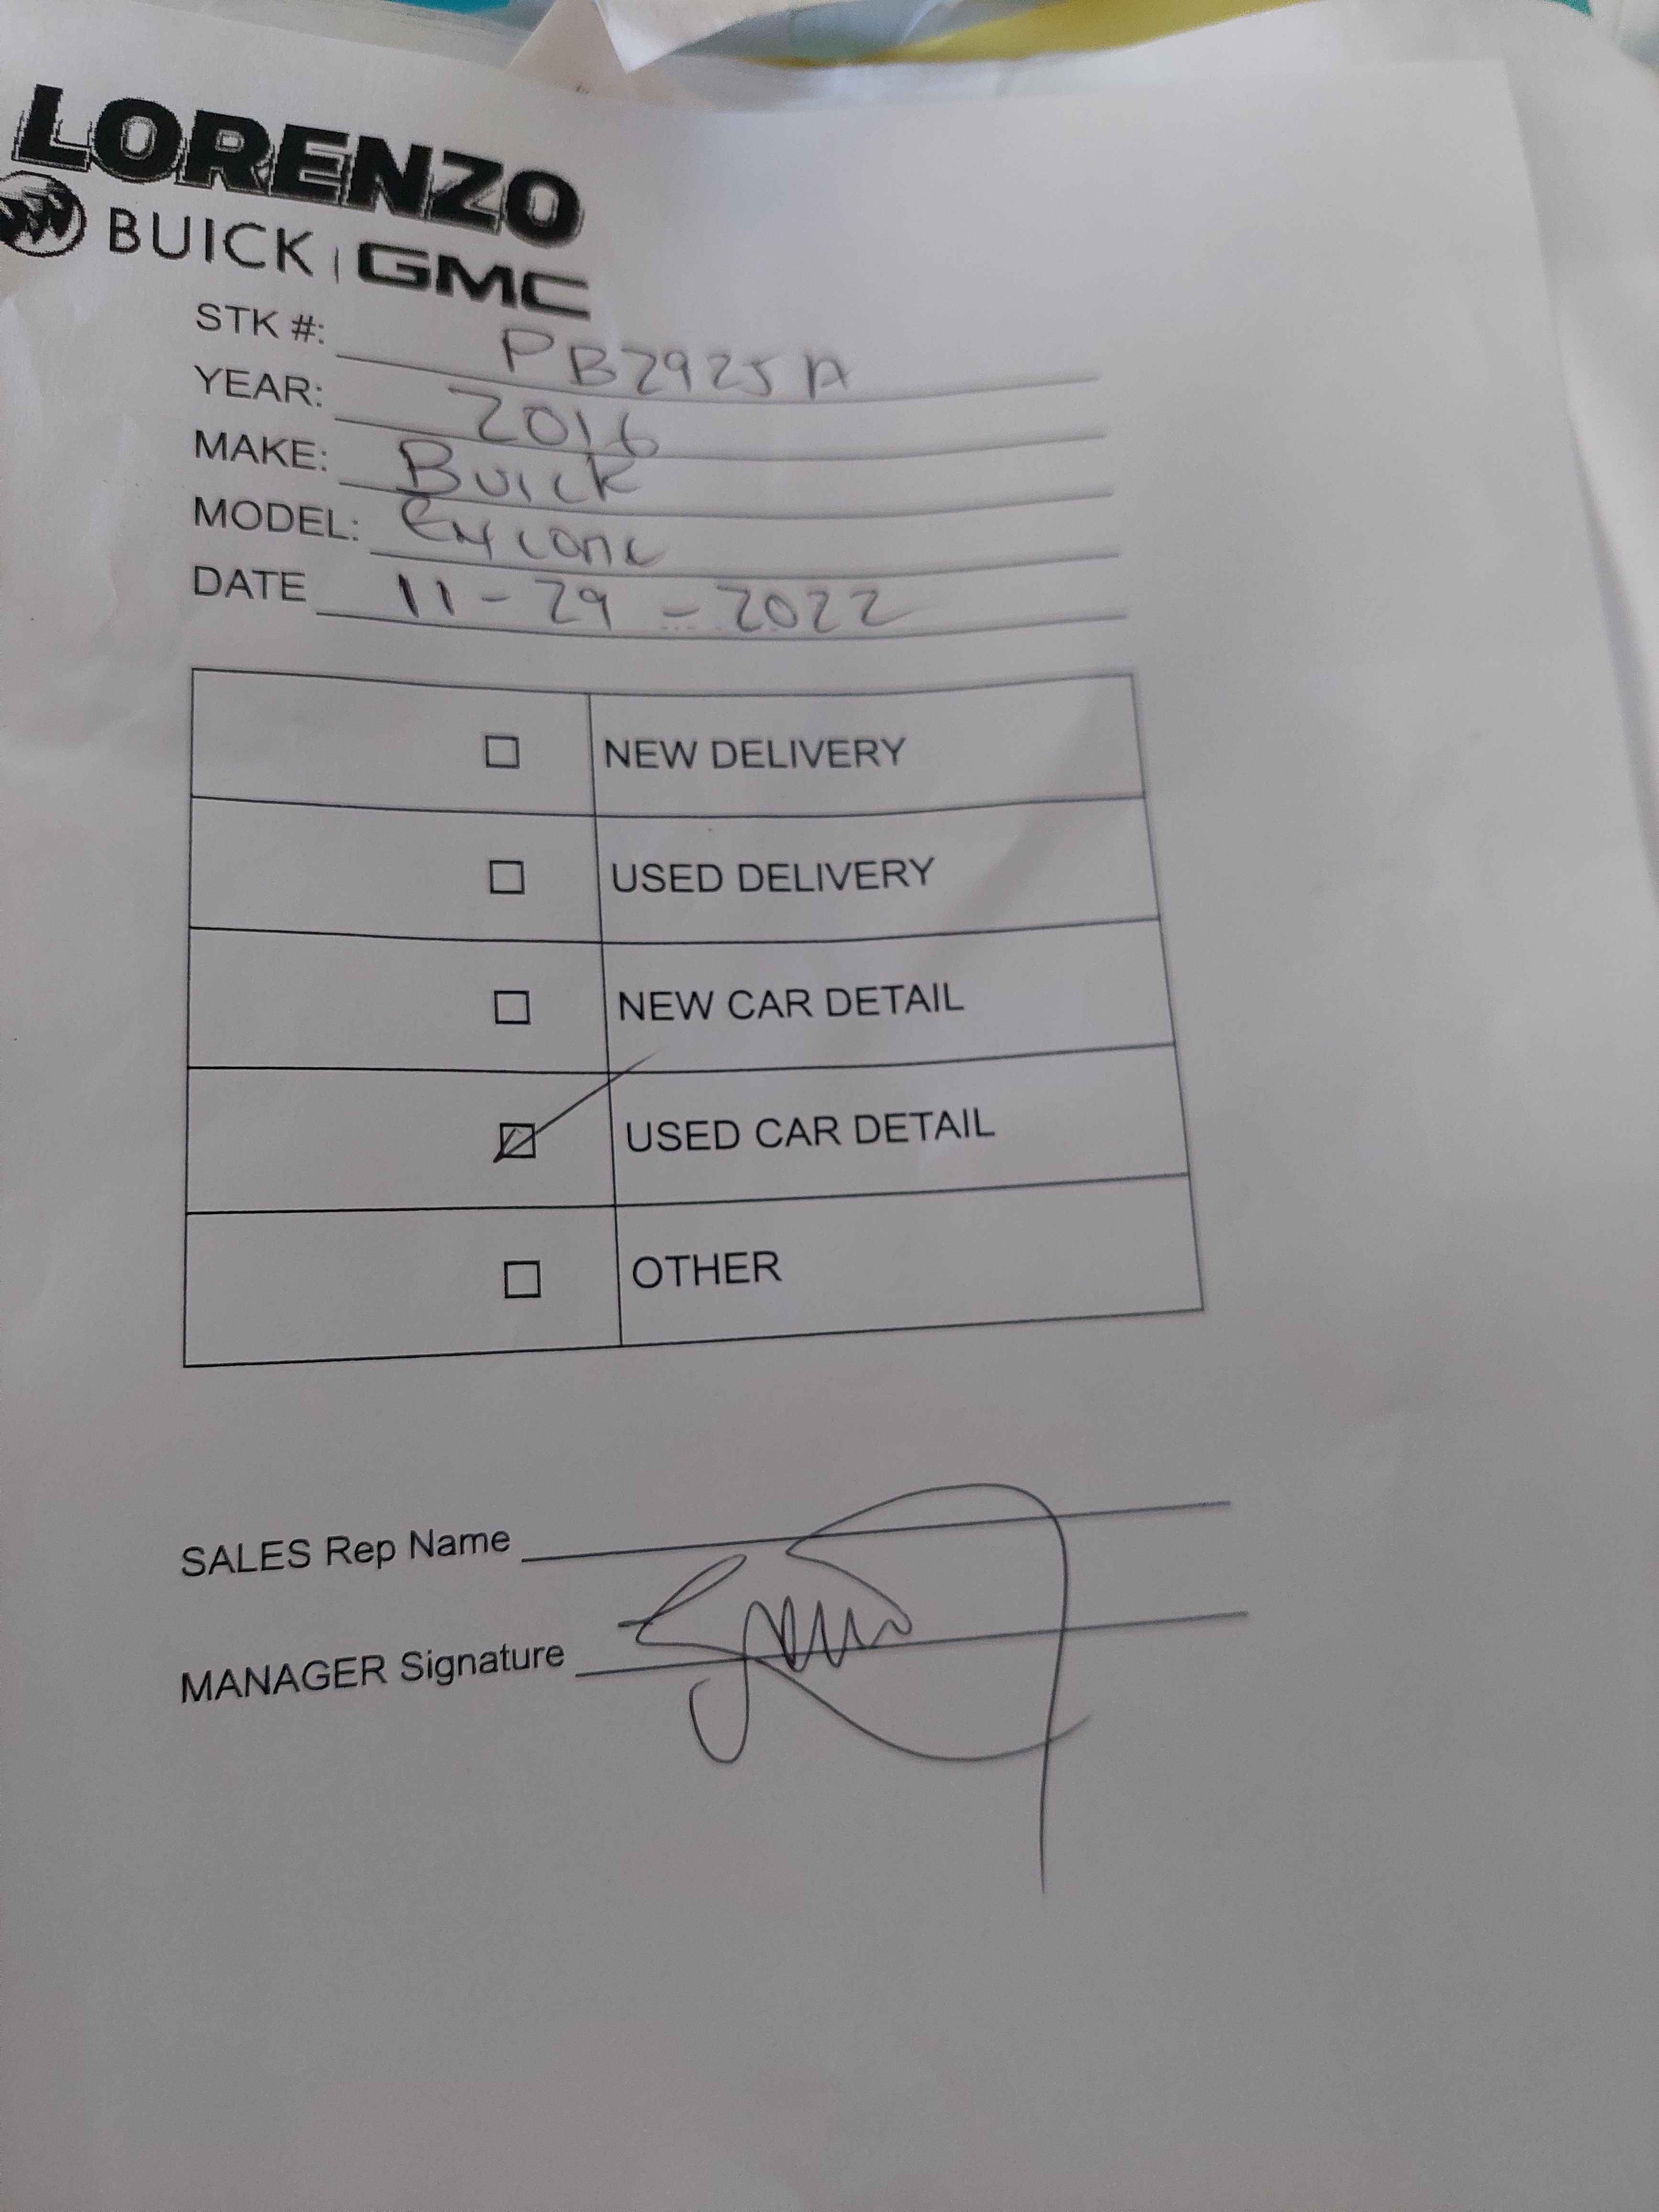 LORENZO
BUICK | GMC
STK #: PB2925A
YEAR: 2016
MAKE: Buick
MODEL:
DATE 11-29-2022
☐ NEW DELIVERY
☐ USED DELIVERY
☐ NEW CAR DETAIL
☑ USED CAR DETAIL
☐ OTHER
SALES Rep Name
MANAGER Signature